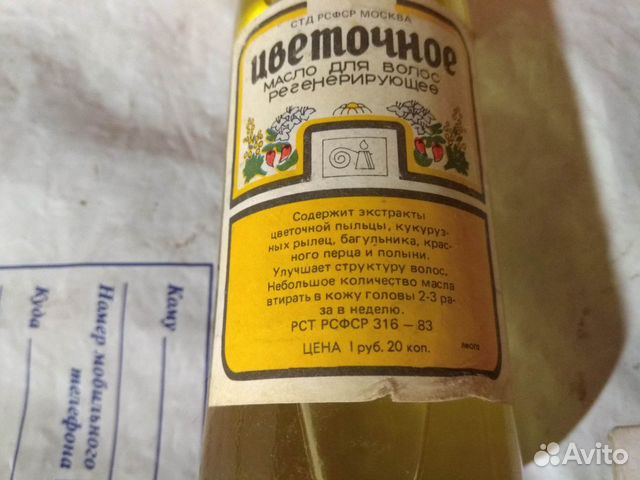 СТД РСФСР МОСКВА
цветочное
МАСЛО ДЛЯ ВОЛОС
регенерирующее
Содержит экстракты
цветочной пыльцы, кукуруз-
ных рылец, багульника, крас-
ного перца и полыни.
Улучшает структуру волос.
Небольшое количество масла
втирать в кожу головы 2-3 ра-
за в неделю.
РСТ РСФСР 316 — 83
ЦЕНА 1 руб. 20 коп.
Кому
Номер мобильного
телефона
Куда
Avito